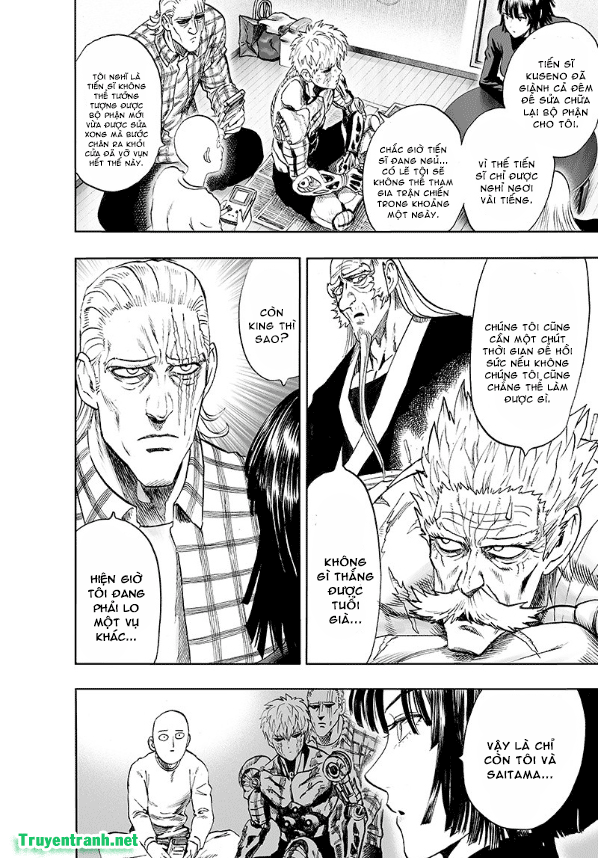 TIẾN SĨ
KUSENO ĐÃ
GIÀNH CẢ ĐÊM
ĐỂ SỬA CHỮA
LẠI BỘ PHẬN
CHO TÔI.
VÌ THẾ TIẾN
SĨ CHỈ ĐƯỢC
NGHỈ NGƠI
VÀI TIẾNG.
CHẮC GIỜ TIẾN
SĨ ĐANG NGỦ...
CÓ LẼ TÔI SẼ
KHÔNG THỂ THAM
GIA TRẬN CHIẾN
TRONG KHOẢNG
MỘT NGÀY.
TÔI NGHĨ LÀ
TIẾN SĨ KHÔNG
THỂ TƯỞNG
TƯỢNG ĐƯỢC
BỘ PHẬN MỚI
VỪA ĐƯỢC SỬA
XONG MÀ BƯỚC
CHÂN RA KHỎI
CỬA ĐÃ VỠ VỤN
HẾT THẾ NÀY.
CHÚNG TÔI CŨNG
CẦN MỘT CHÚT
THỜI GIAN ĐỂ HỒI
SỨC NẾU KHÔNG
CHÚNG TÔI CŨNG
CHẲNG THỂ LÀM
ĐƯỢC GÌ.
KHÔNG
GÌ THẮNG
ĐƯỢC
TUỔI
GIÀ...
CÒN
KING THÌ
SAO?
HIỆN GIỜ
TÔI ĐANG
PHẢI LO
MỘT VỤ
KHÁC...
VẬY LÀ CHỈ
CÒN TÔI VÀ
SAITAMA...
Truyentranh.net